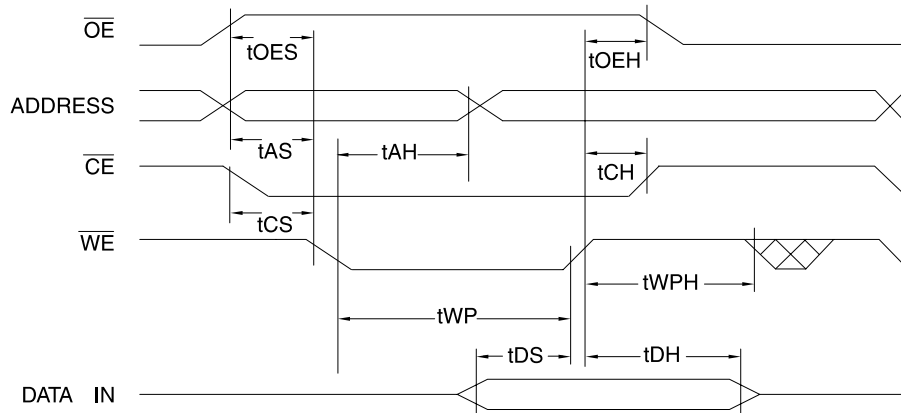 OE
tOES
tOEH
ADDRESS
tAS
tAH
CE
tCH
tCS
WE
tWPH
tWP
tDS
tDH
DATA IN